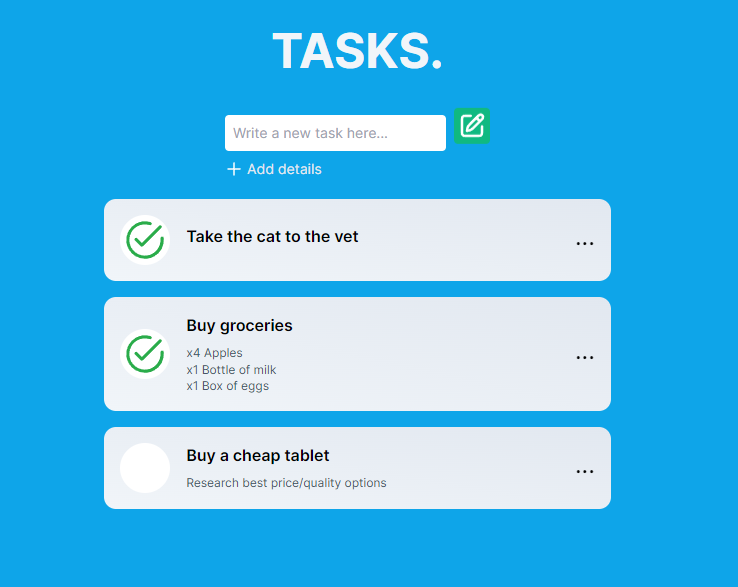 TASKS.
Write a new task here...
Add details
Take the cat to the vet
Buy groceries
x4 Apples
x1 Bottle of milk
x1 Box of eggs
Buy a cheap tablet
Research best price/quality options